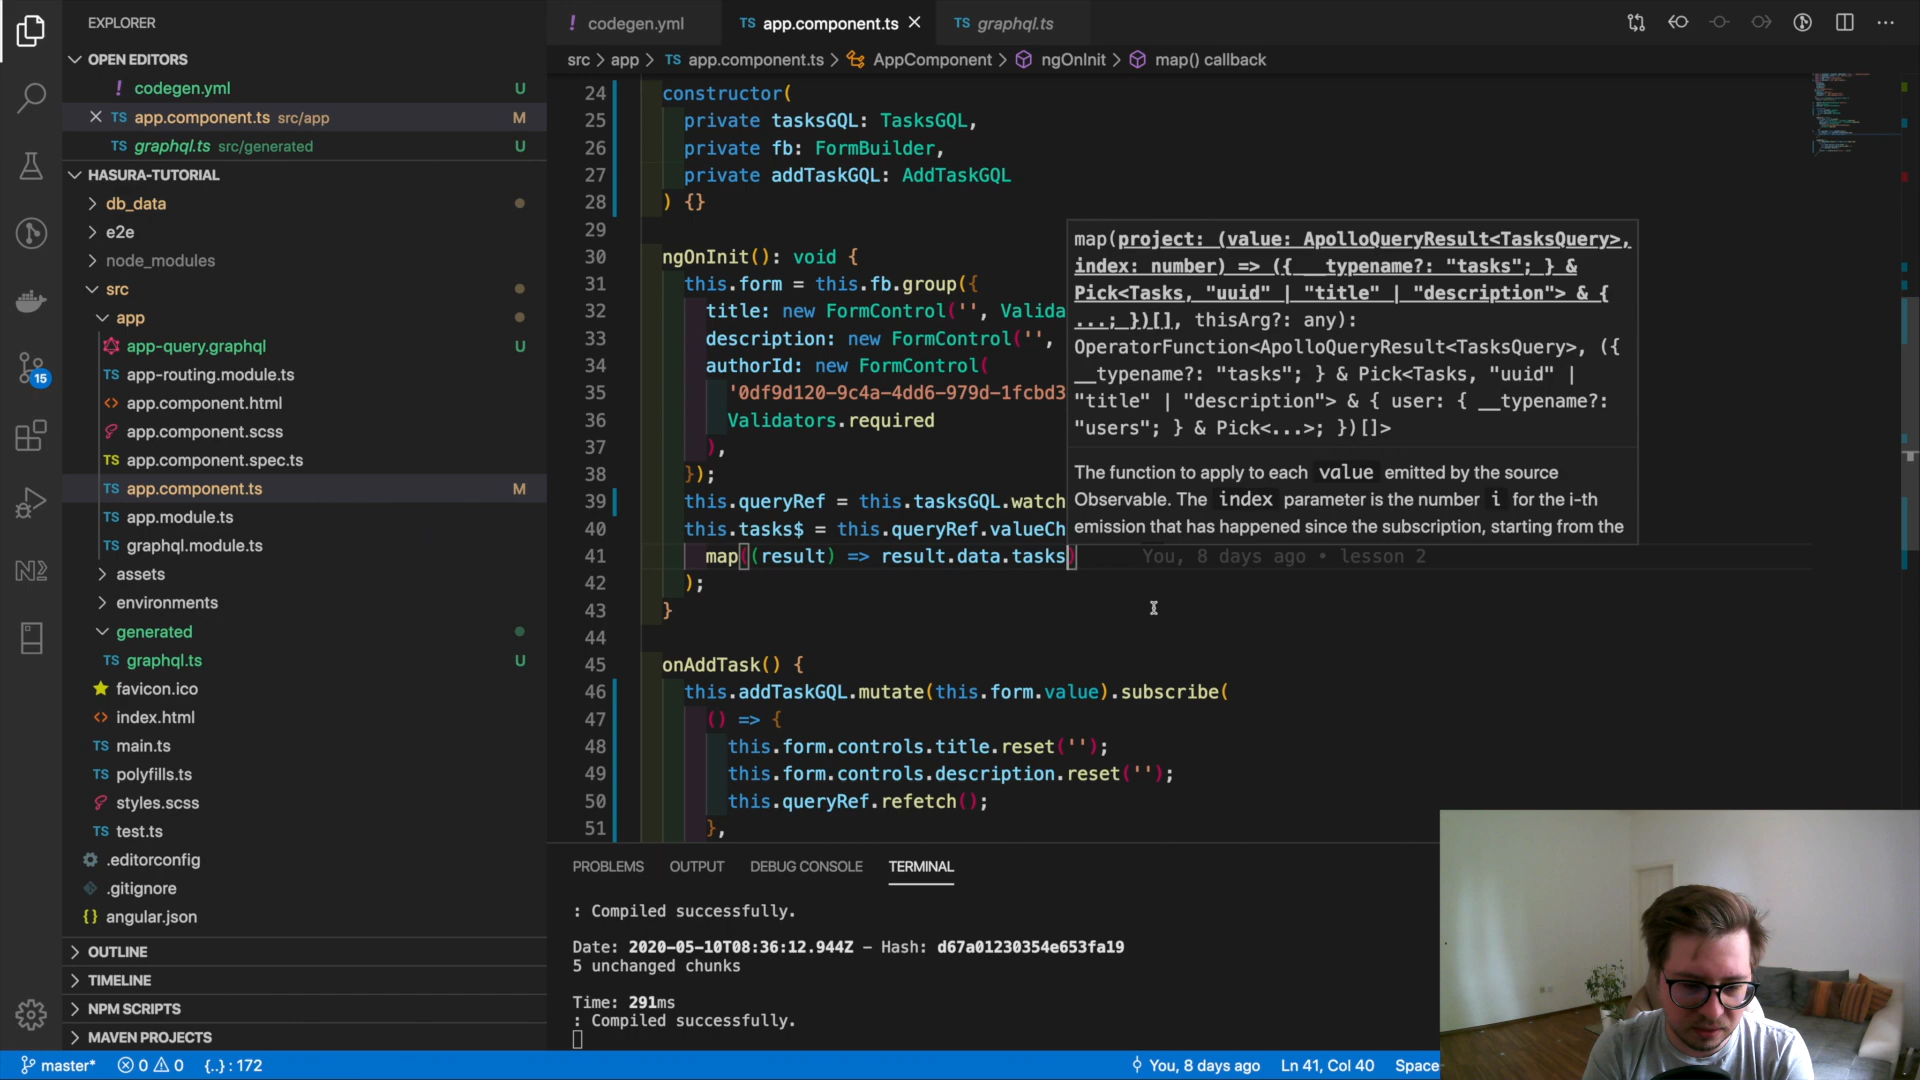 EXPLORER
OPEN EDITORS
! codegen.yml U
TS app.component.ts src/app M
TS graphql.ts src/generated U
HASURA-TUTORIAL
db_data
e2e
node_modules
src
app
app-query.graphql U
TS app-routing.module.ts
<> app.component.html
app.component.scss
TS app.component.spec.ts
TS app.component.ts M
TS app.module.ts
TS graphql.module.ts
assets
environments
generated
TS graphql.ts U
favicon.ico
<> index.html
TS main.ts
TS polyfills.ts
styles.scss
TS test.ts
.editorconfig
.gitignore
{} angular.json
OUTLINE
TIMELINE
NPM SCRIPTS
MAVEN PROJECTS
15
! codegen.yml
TS app.component.ts
TS graphql.ts
src > app > TS app.component.ts > AppComponent > ngOnInit > map() callback
24 constructor(
25 private tasksGQL: TasksGQL,
26 private fb: FormBuilder,
27 private addTaskGQL: AddTaskGQL
28 ) {}
29
30 ngOnInit(): void {
31 this.form = this.fb.group({
32 title: new FormControl('', Valida
33 description: new FormControl('',
34 authorId: new FormControl(
35 '0df9d120-9c4a-4dd6-979d-1fcbd3
36 Validators.required
37 ),
38 });
39 this.queryRef = this.tasksGQL.watch
40 this.tasks$ = this.queryRef.valueCh
41 map((result) => result.data.tasks) You, 8 days ago • lesson 2
42 );
43 }
44
45 onAddTask() {
46 this.addTaskGQL.mutate(this.form.value).subscribe(
47 () => {
48 this.form.controls.title.reset('');
49 this.form.controls.description.reset('');
50 this.queryRef.refetch();
51 },
map(project: (value: ApolloQueryResult<TasksQuery>,
index: number) => ({ __typename?: "tasks"; } &
Pick<Tasks, "uuid" | "title" | "description"> & {
...; })[], thisArg?: any):
OperatorFunction<ApolloQueryResult<TasksQuery>, ({
__typename?: "tasks"; } & Pick<Tasks, "uuid" |
"title" | "description"> & { user: { __typename?:
"users"; } & Pick<...>; })[]>
The function to apply to each value emitted by the source
Observable. The index parameter is the number i for the i-th
emission that has happened since the subscription, starting from the
PROBLEMS OUTPUT DEBUG CONSOLE TERMINAL
: Compiled successfully.
Date: 2020-05-10T08:36:12.944Z - Hash: d67a01230354e653fa19
5 unchanged chunks
Time: 291ms
: Compiled successfully.
master* 0 0 {..} : 172 You, 8 days ago Ln 41, Col 40 Space